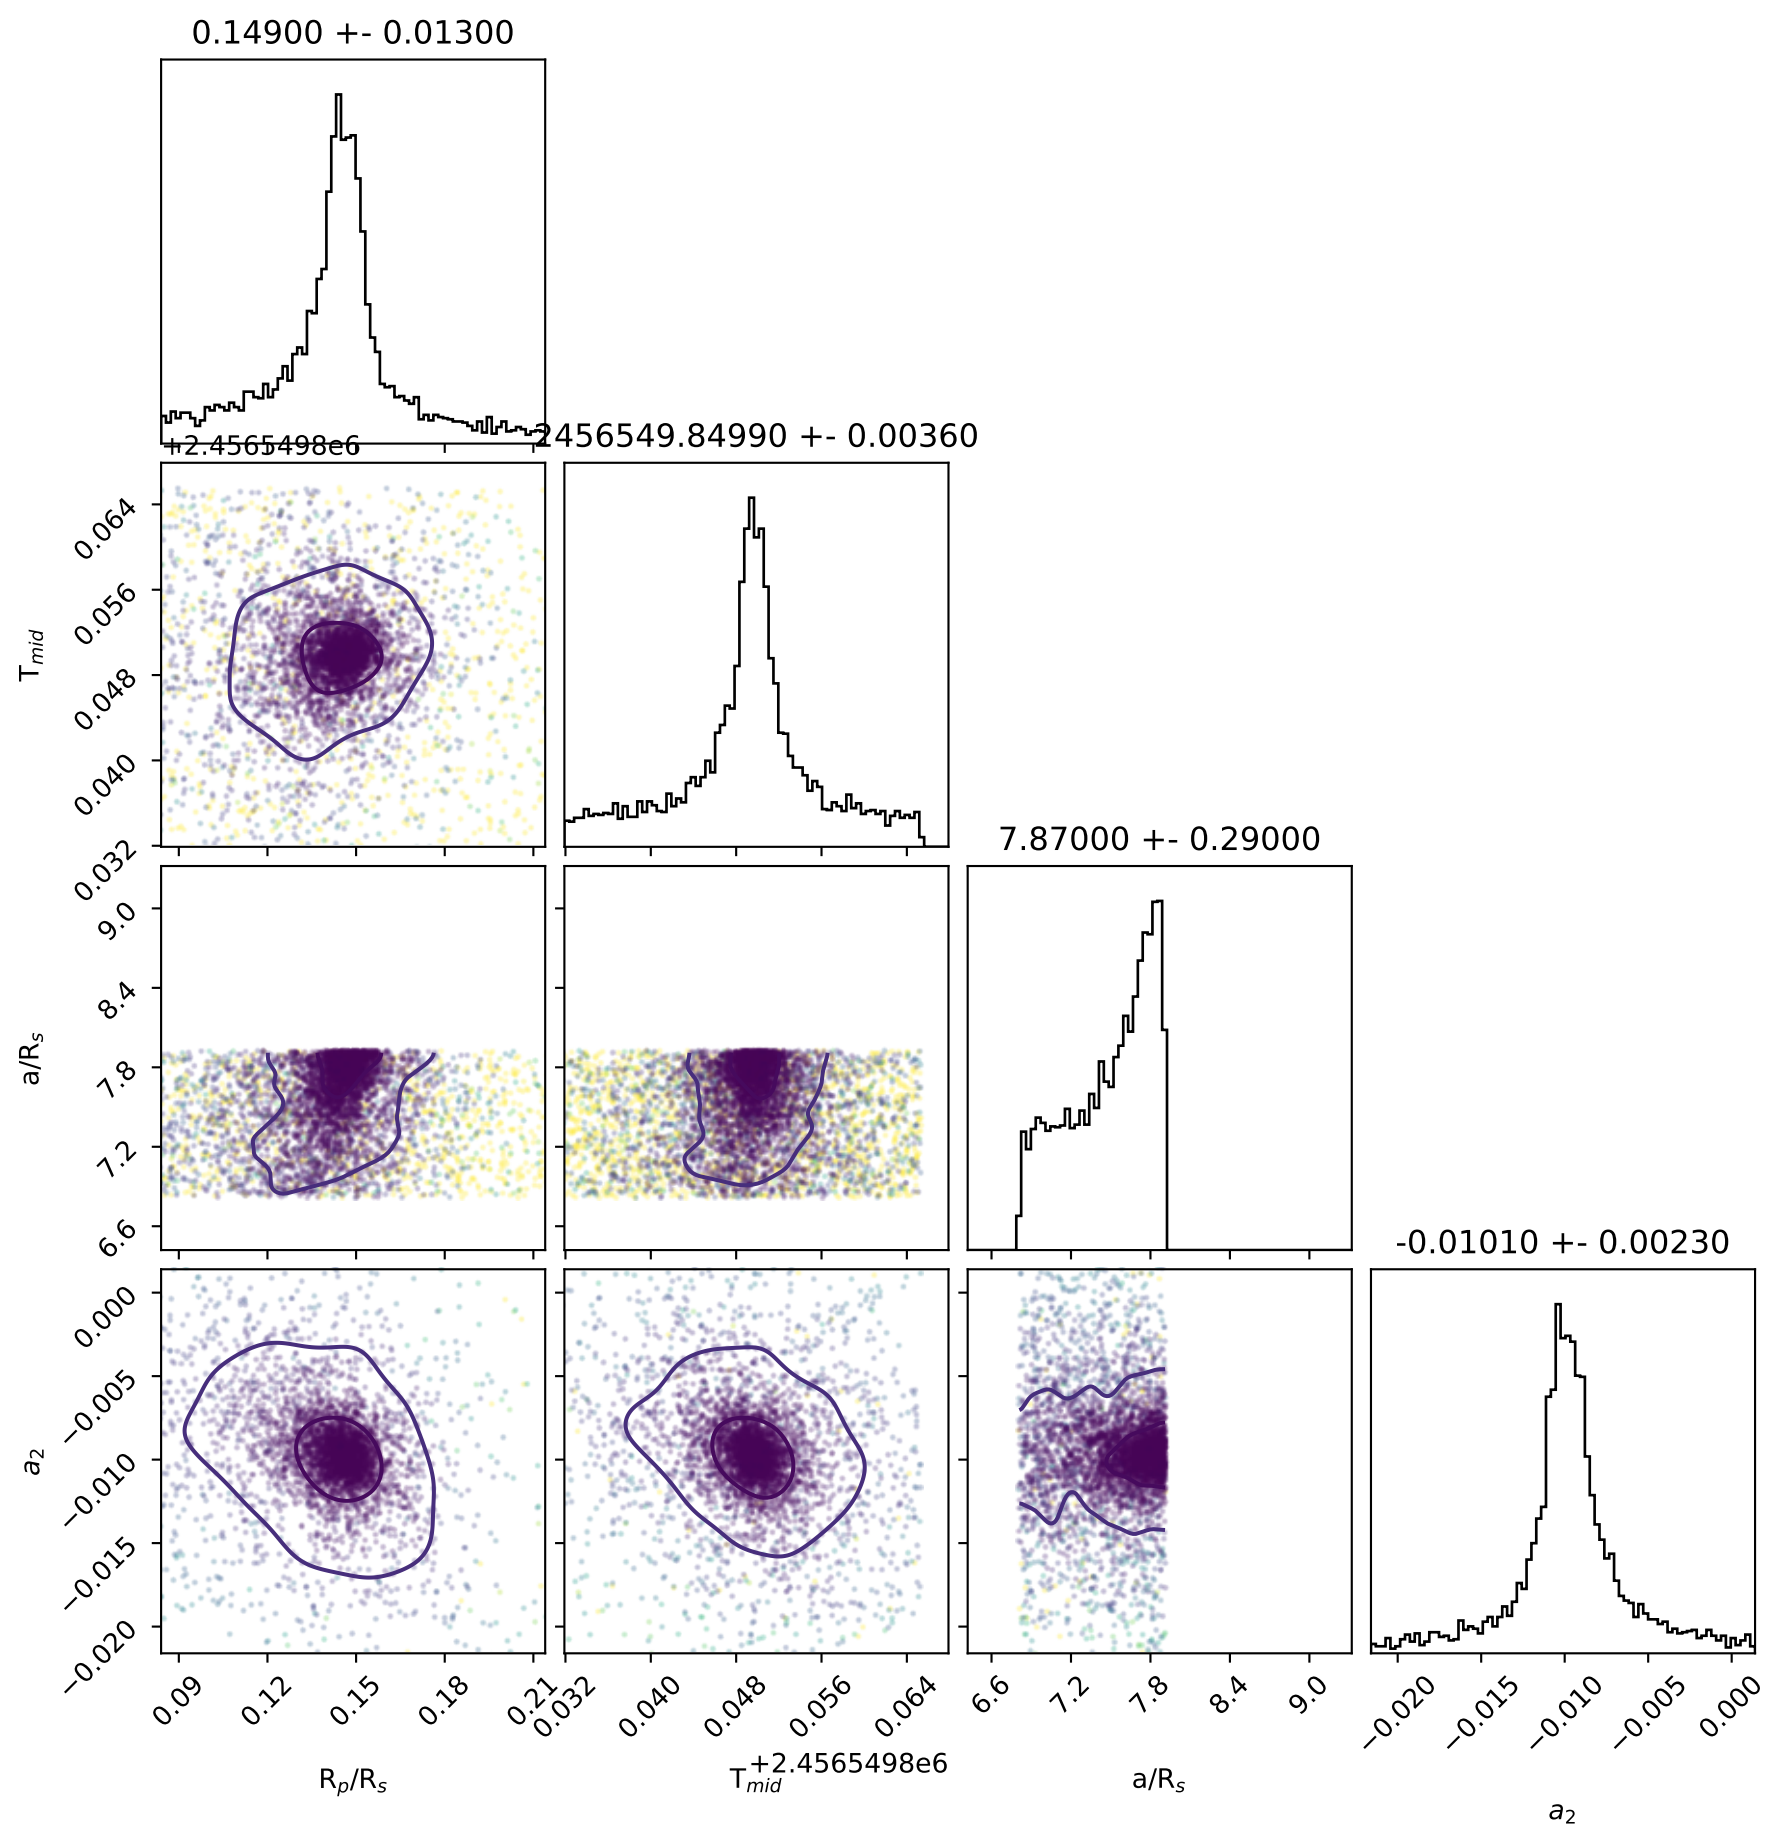 0.14900 +- 0.01300
+2.4565498e6
2456549.84990 +- 0.00360
T_mid
0.064
0.056
0.048
0.040
0.032
7.87000 +- 0.29000
a/R_s
9.0
8.4
7.8
7.2
6.6
-0.01010 +- 0.00230
a_2
0.000
−0.005
−0.010
−0.015
−0.020
0.09 0.12 0.15 0.18 0.21
0.032 0.040 0.048 0.056 0.064
6.6 7.2 7.8 8.4 9.0
−0.020 −0.015 −0.010 −0.005 0.000
+2.4565498e6
R_p/R_s
T_mid
a/R_s
a_2